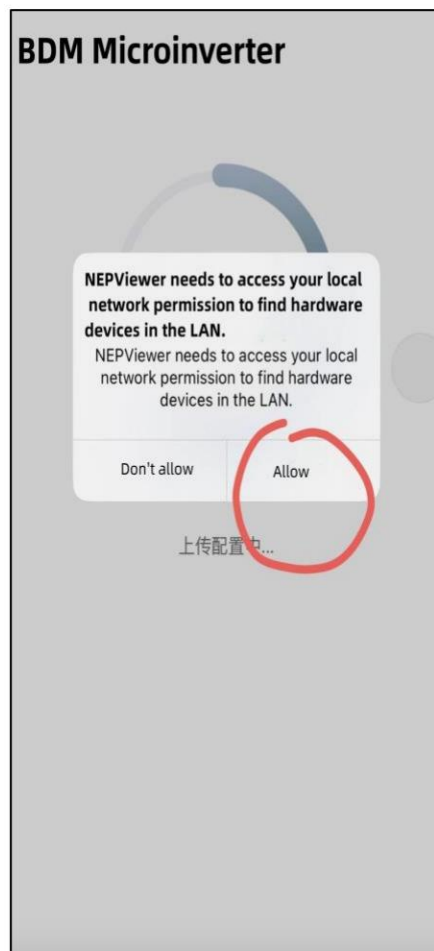 BDM Microinverter
NEPViewer needs to access your local
network permission to find hardware
devices in the LAN.
NEPViewer needs to access your local
network permission to find hardware
devices in the LAN.
Don't allow
Allow
上传配置中...